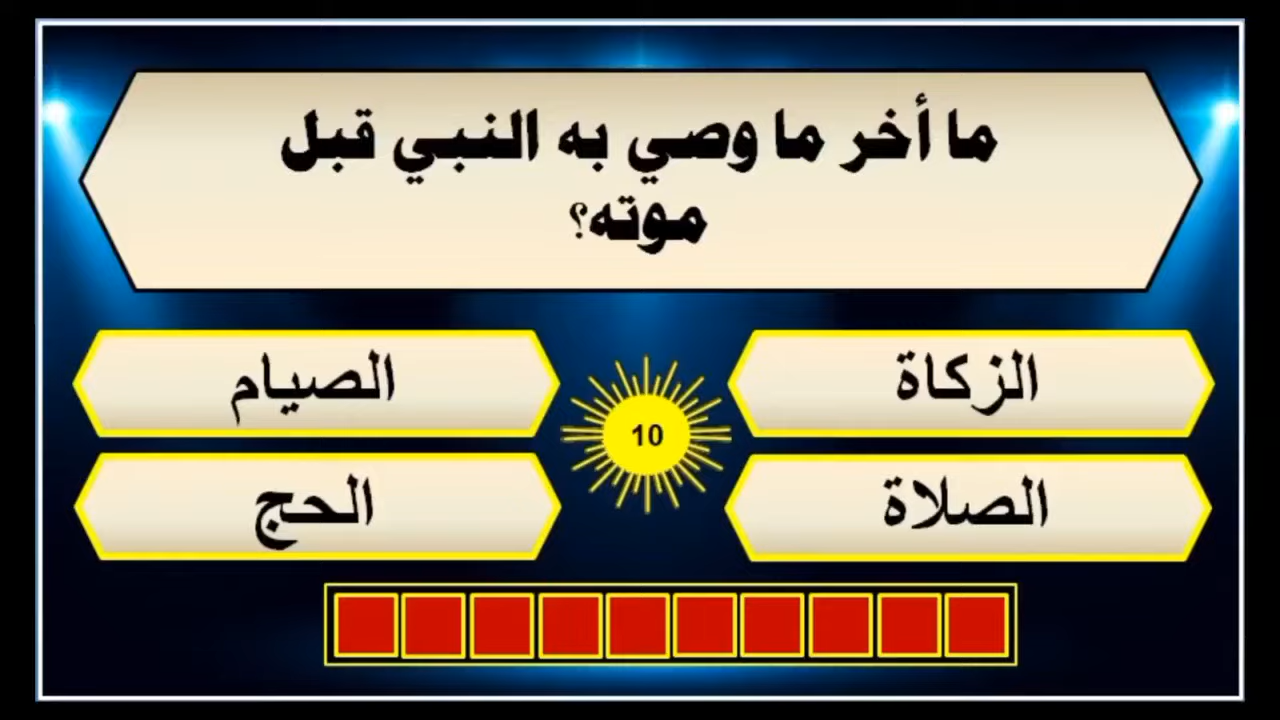 ما أخر ما وصي به النبي قبل
موته؟
الزكاة
الصيام
10
الصلاة
الحج